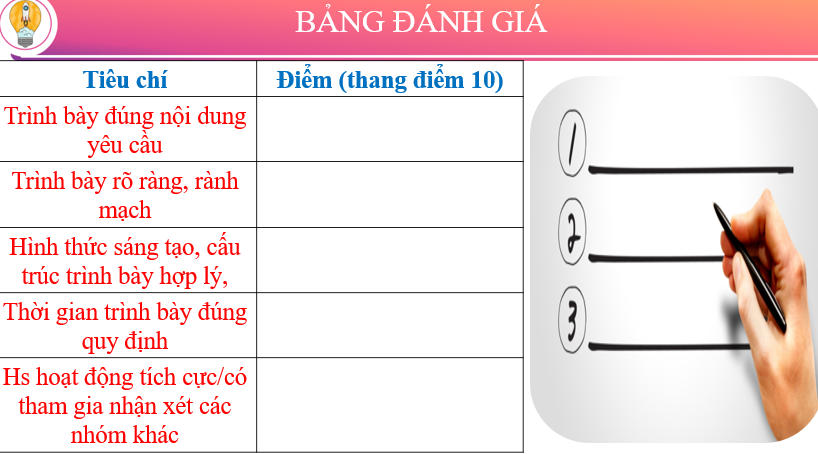 BẢNG ĐÁNH GIÁ
Tiêu chí
Điểm (thang điểm 10)
Trình bày đúng nội dung
yêu cầu
Trình bày rõ ràng, rành
mạch
Hình thức sáng tạo, cấu
trúc trình bày hợp lý,
Thời gian trình bày đúng
quy định
Hs hoạt động tích cực/có
tham gia nhận xét các
nhóm khác
1
2
3